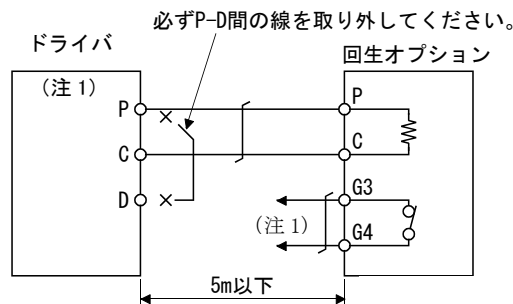 必ずP-D間の線を取り外してください。
ドライバ
回生オプション
(注1)
P
C
D
P
C
G3
G4
(注1)
5m以下